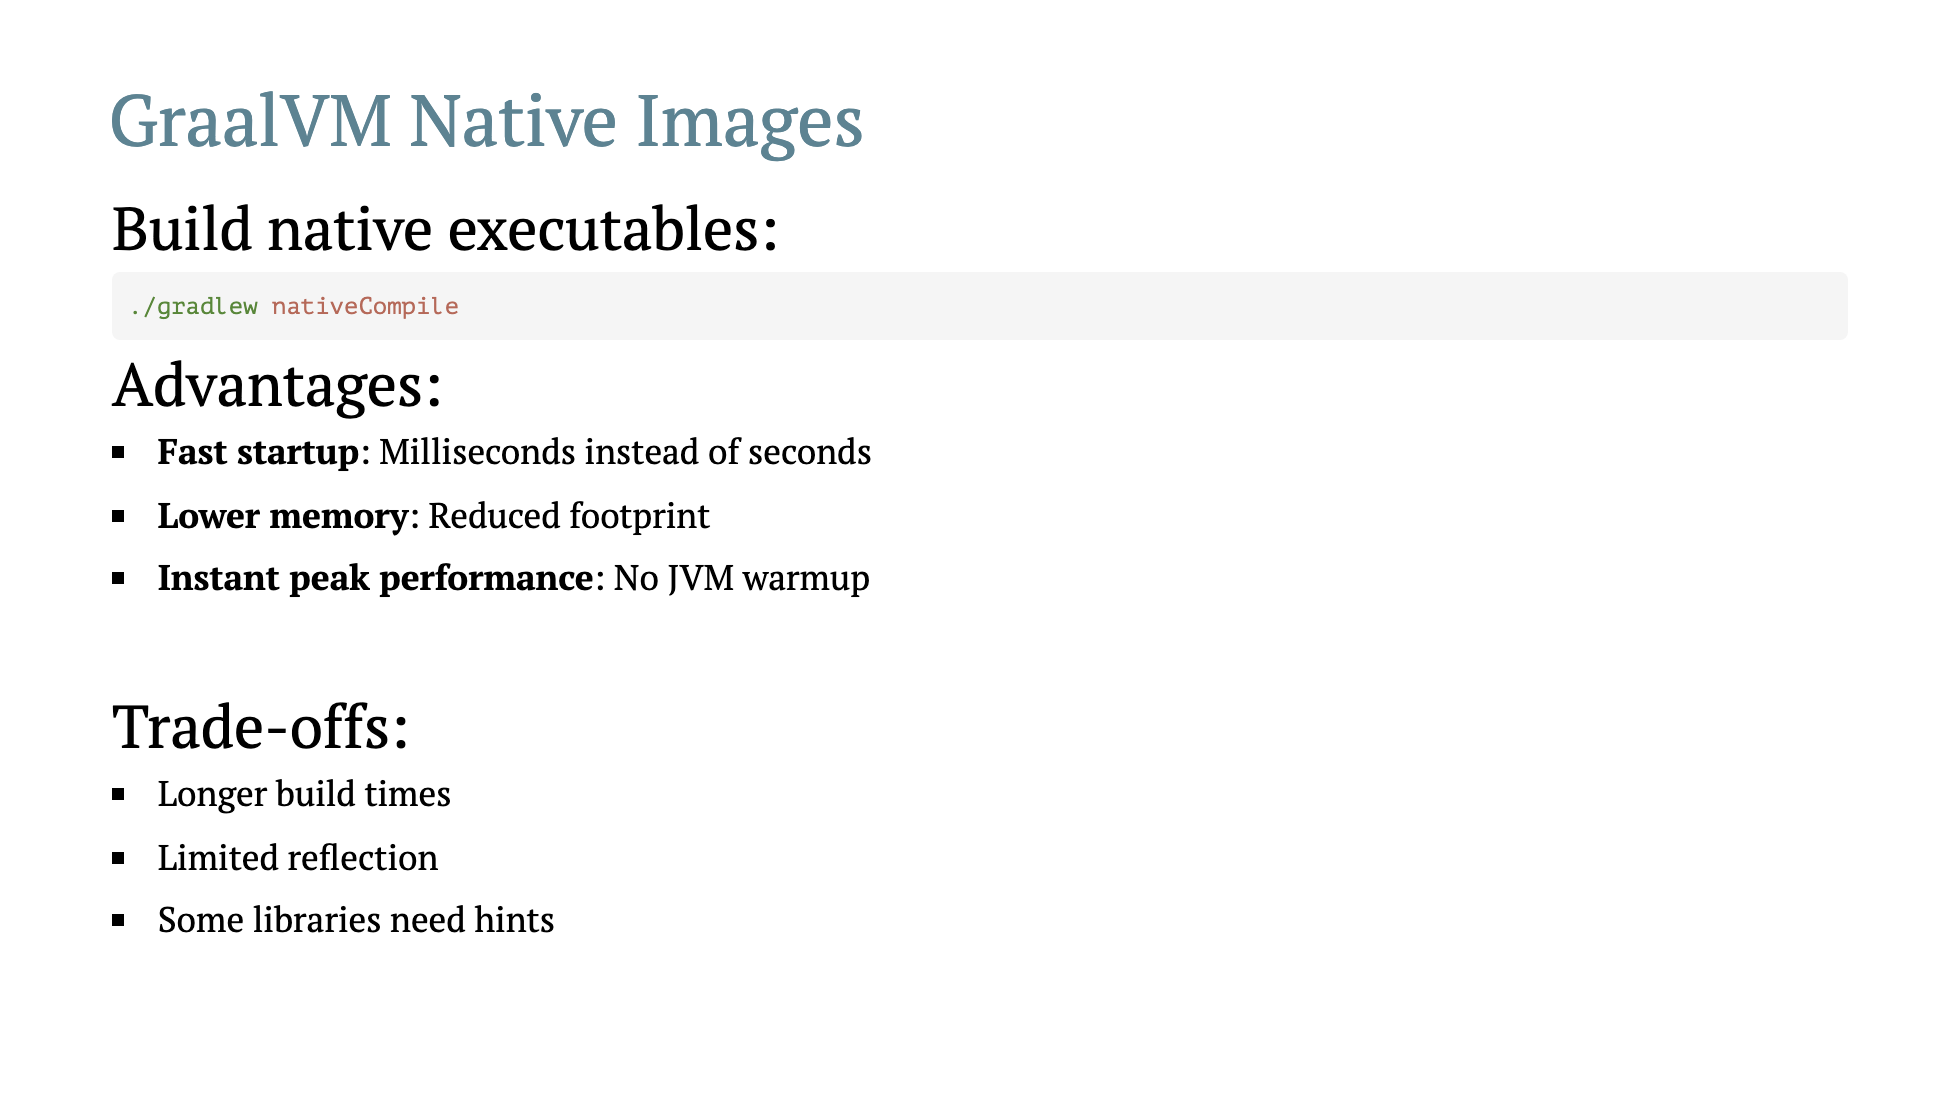 GraalVM Native Images
Build native executables:
./gradlew nativeCompile
Advantages:
▪ Fast startup: Milliseconds instead of seconds
▪ Lower memory: Reduced footprint
▪ Instant peak performance: No JVM warmup
Trade-offs:
▪ Longer build times
▪ Limited reflection
▪ Some libraries need hints